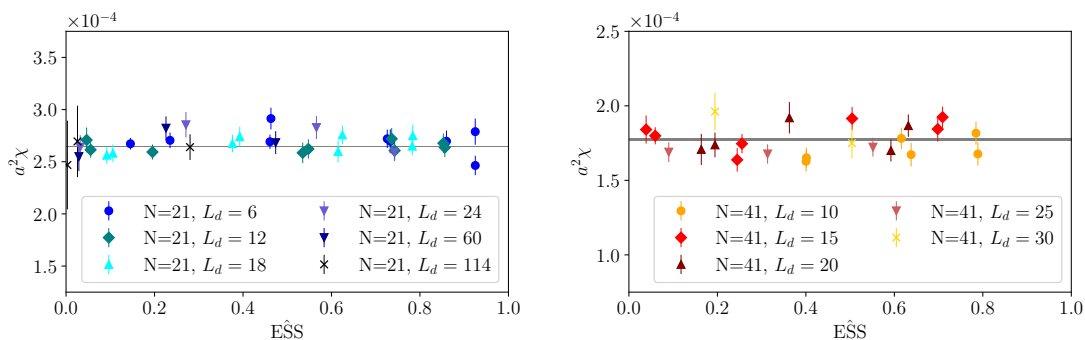 ×10⁻⁴
3.5
3.0
2.5
2.0
1.5
a²χ
N=21, L_d = 6
N=21, L_d = 12
N=21, L_d = 18
N=21, L_d = 24
N=21, L_d = 60
N=21, L_d = 114
0.0 0.2 0.4 0.6 0.8 1.0
ESŜ
×10⁻⁴
2.5
2.0
1.5
1.0
a²χ
N=41, L_d = 10
N=41, L_d = 15
N=41, L_d = 20
N=41, L_d = 25
N=41, L_d = 30
0.0 0.2 0.4 0.6 0.8 1.0
ESŜ